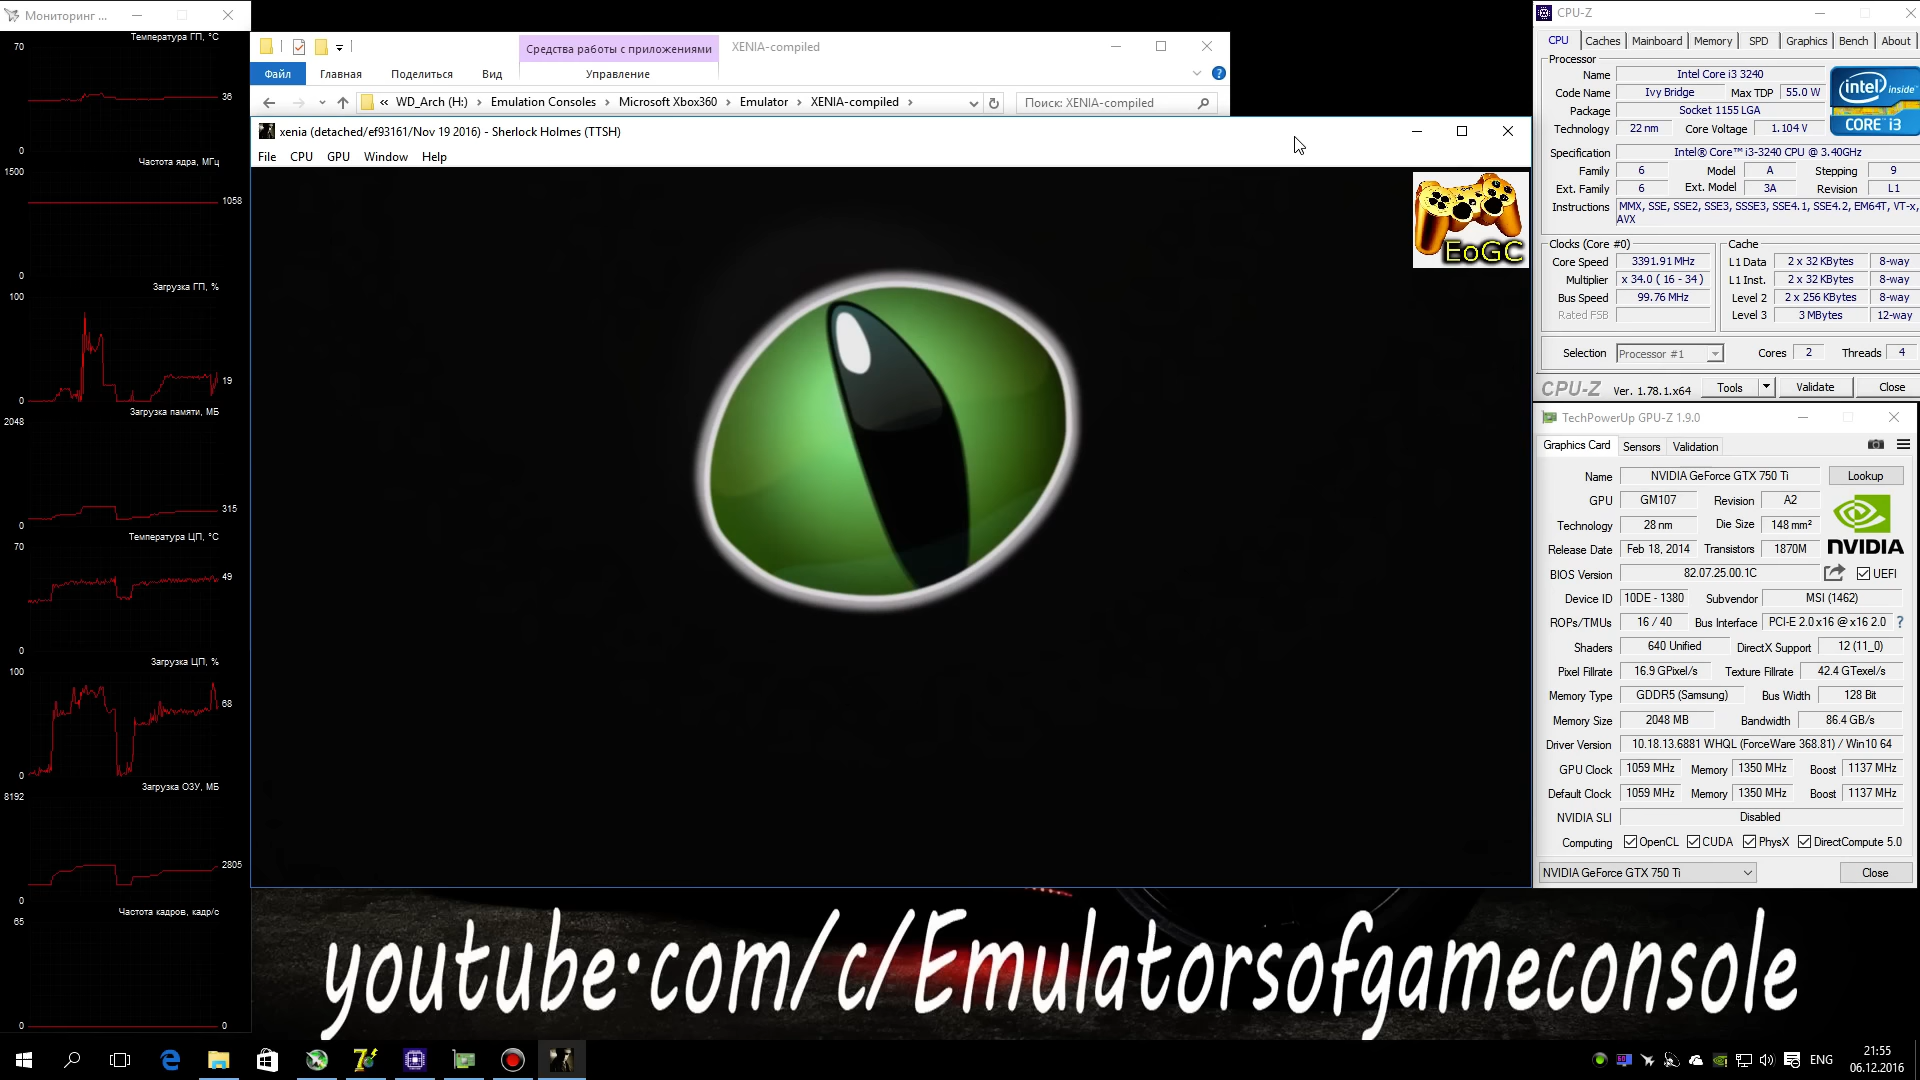 Мониторинг ...
Температура ГП, °C
70
36
0
Частота ядра, МГц
1500
1058
0
Загрузка ГП, %
100
19
0
Загрузка памяти, МБ
2048
315
0
Температура ЦП, °C
70
49
0
Загрузка ЦП, %
100
68
0
Загрузка ОЗУ, МБ
8192
2805
0
Частота кадров, кадр/с
65
0
0
Средства работы с приложениями
XENIA-compiled
Файл
Главная
Поделиться
Вид
Управление
« WD_Arch (H:) > Emulation Consoles > Microsoft Xbox360 > Emulator > XENIA-compiled >
Поиск: XENIA-compiled
xenia (detached/ef93161/Nov 19 2016) - Sherlock Holmes (TTSH)
File CPU GPU Window Help
EoGC
CPU-Z
CPU Caches Mainboard Memory SPD Graphics Bench About
Processor
Name Intel Core i3 3240
Code Name Ivy Bridge Max TDP 55.0 W
Package Socket 1155 LGA
Technology 22 nm Core Voltage 1.104 V
intel inside™
CORE i3
Specification Intel® Core™ i3-3240 CPU @ 3.40GHz
Family 6 Model A Stepping 9
Ext. Family 6 Ext. Model 3A Revision L1
Instructions MMX, SSE, SSE2, SSE3, SSSE3, SSE4.1, SSE4.2, EM64T, VT-x,
AVX
Clocks (Core #0)
Core Speed 3391.91 MHz
Multiplier x 34.0 ( 16 - 34 )
Bus Speed 99.76 MHz
Rated FSB
Cache
L1 Data 2 x 32 KBytes 8-way
L1 Inst. 2 x 32 KBytes 8-way
Level 2 2 x 256 KBytes 8-way
Level 3 3 MBytes 12-way
Selection Processor #1 Cores 2 Threads 4
CPU-Z Ver. 1.78.1.x64 Tools Validate Close
TechPowerUp GPU-Z 1.9.0
Graphics Card Sensors Validation
Name NVIDIA GeForce GTX 750 Ti Lookup
GPU GM107 Revision A2
Technology 28 nm Die Size 148 mm²
Release Date Feb 18, 2014 Transistors 1870M
NVIDIA
BIOS Version 82.07.25.00.1C UEFI
Device ID 10DE - 1380 Subvendor MSI (1462)
ROPs/TMUs 16 / 40 Bus Interface PCI-E 2.0 x16 @ x16 2.0 ?
Shaders 640 Unified DirectX Support 12 (11_0)
Pixel Fillrate 16.9 GPixel/s Texture Fillrate 42.4 GTexel/s
Memory Type GDDR5 (Samsung) Bus Width 128 Bit
Memory Size 2048 MB Bandwidth 86.4 GB/s
Driver Version 10.18.13.6881 WHQL (ForceWare 368.81) / Win10 64
GPU Clock 1059 MHz Memory 1350 MHz Boost 1137 MHz
Default Clock 1059 MHz Memory 1350 MHz Boost 1137 MHz
NVIDIA SLI Disabled
Computing OpenCL CUDA PhysX DirectCompute 5.0
NVIDIA GeForce GTX 750 Ti Close
youtube.com/c/Emulatorsofgameconsole
ENG
21:55
06.12.2016